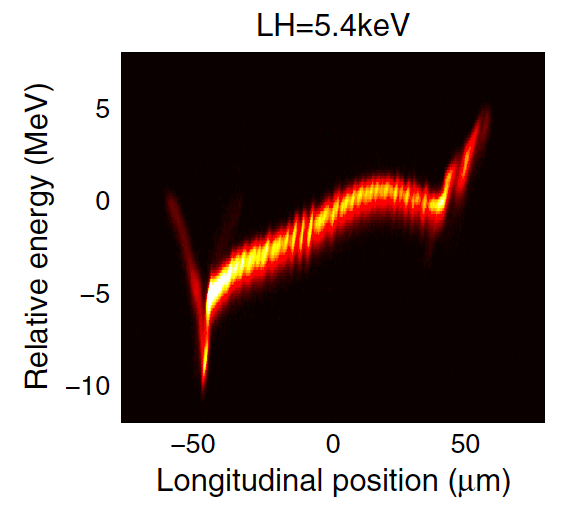 LH=5.4keV
Relative energy (MeV)
5
0
−5
−10
−50
0
50
Longitudinal position (μm)